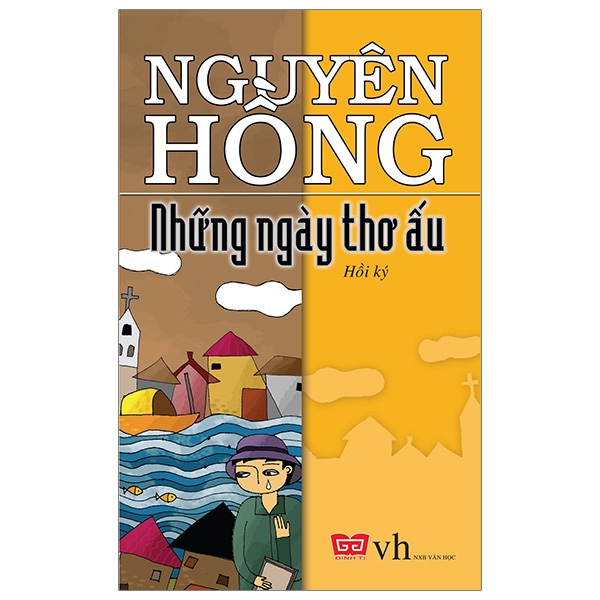 NGUYÊN
HỒNG
Những ngày thơ ấu
Hồi ký
ĐINH TỊ
vh
NXB VĂN HỌC